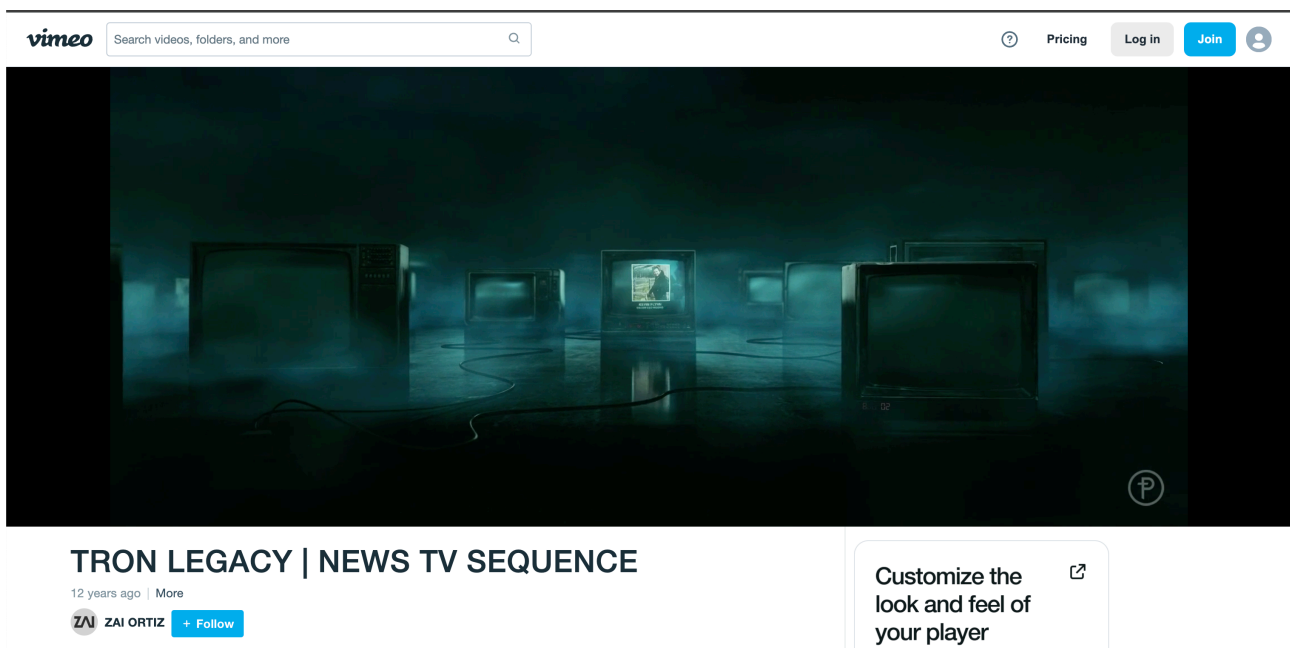 vimeo
Search videos, folders, and more
?
Pricing
Log in
Join
TRON LEGACY | NEWS TV SEQUENCE
12 years ago | More
ZAI
ZAI ORTIZ
+ Follow
Customize the
look and feel of
your player